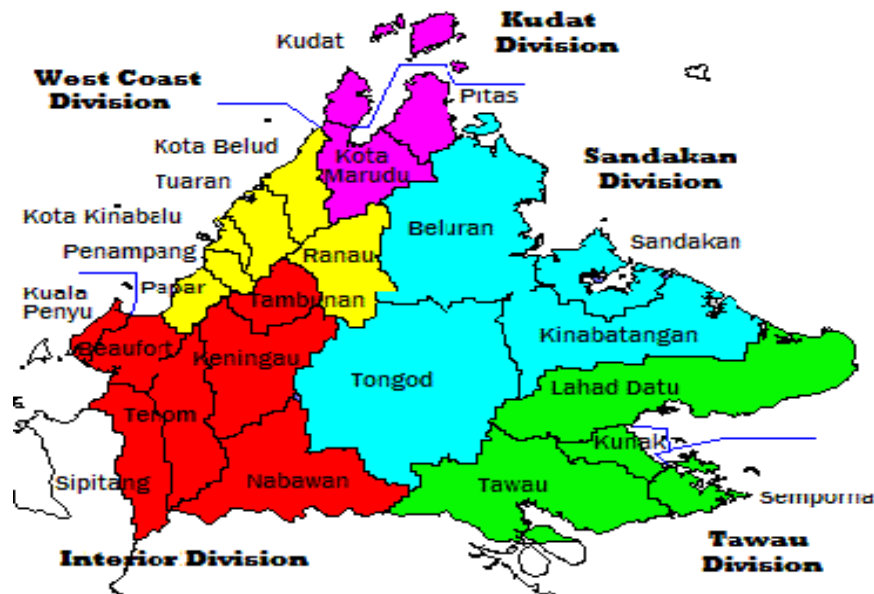 Kudat
Division
Kudat
West Coast
Division
Pitas
Kota Belud
Kota
Marudu
Sandakan
Division
Tuaran
Kota Kinabalu
Beluran
Sandakan
Penampang
Ranau
Papar
Kuala
Penyu
Tambunan
Kinabatangan
Beaufort
Keningau
Tongod
Lahad Datu
Tenom
Kunak
Sipitang
Nabawan
Tawau
Semporna
Interior Division
Tawau
Division